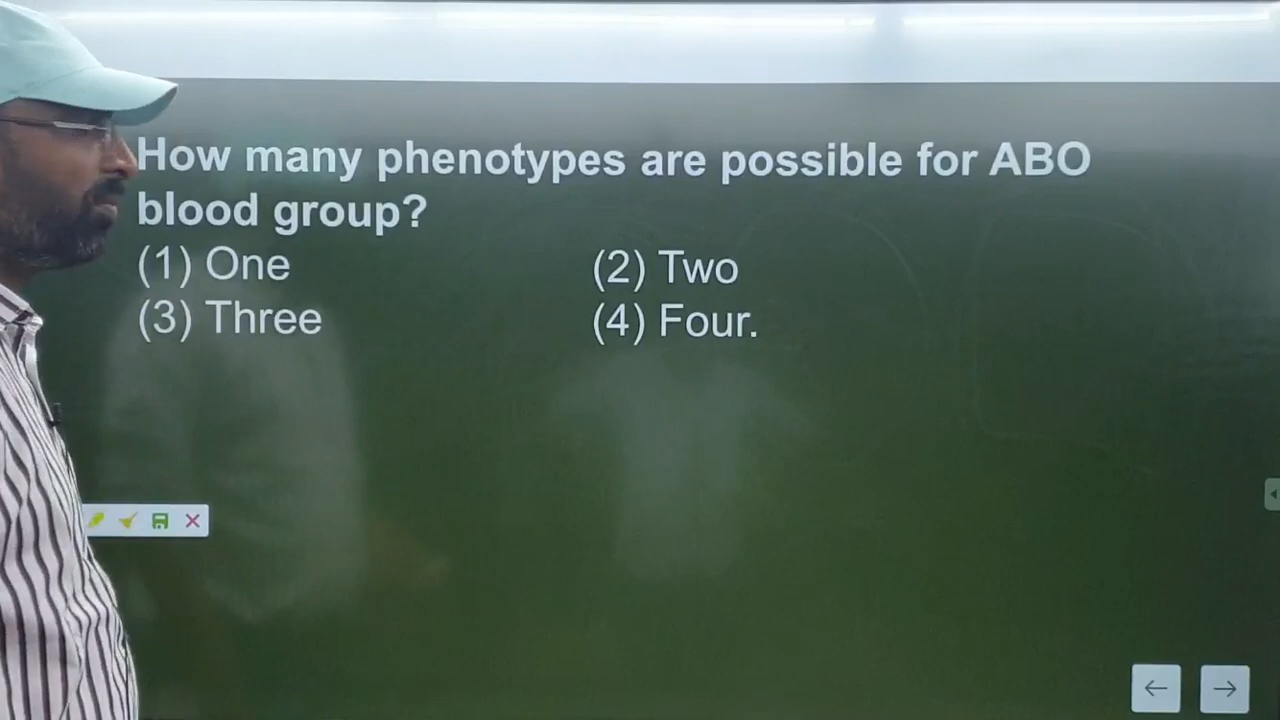 How many phenotypes are possible for ABO
blood group?
(1) One (2) Two
(3) Three (4) Four.